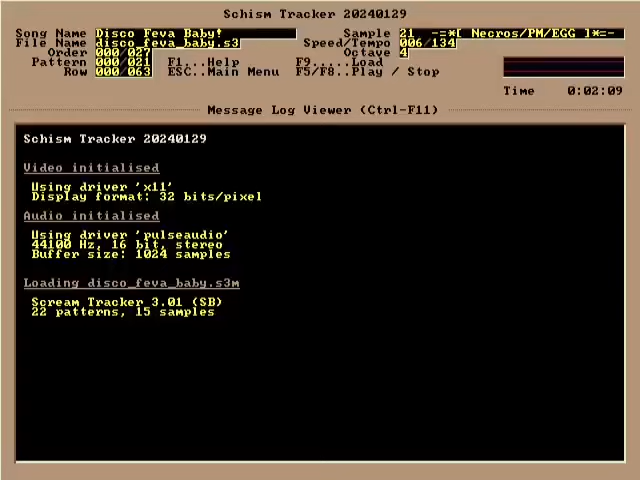 Schism Tracker 20240129
Song Name Disco Feva Baby! Sample 21 -=*[ Necros/PM/EGG ]*=-
File Name disco_feva_baby.s3 Speed/Tempo 006/134
Order 000/027 Octave 4
Pattern 000/021 F1...Help F9.....Load
Row 000/063 ESC..Main Menu F5/F8..Play / Stop
Time 0:02:09
Message Log Viewer (Ctrl-F11)
Schism Tracker 20240129
Video initialised
Using driver 'x11'
Display format: 32 bits/pixel
Audio initialised
Using driver 'pulseaudio'
44100 Hz, 16 bit, stereo
Buffer size: 1024 samples
Loading disco_feva_baby.s3m
Scream Tracker 3.01 (SB)
22 patterns, 15 samples